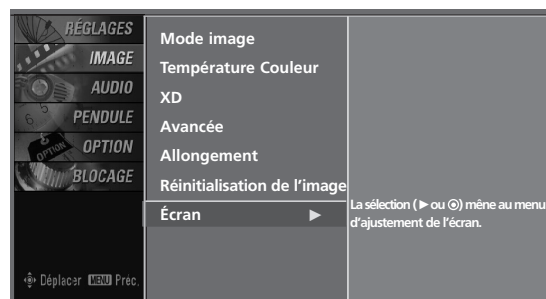 RÉGLAGES
IMAGE
AUDIO
PENDULE
OPTION
BLOCAGE
Déplacer MENU Préc.
Mode image
Température Couleur
XD
Avancée
Allongement
Réinitialisation de l'image
Écran ►
La sélection (► ou ◉) mène au menu
d'ajustement de l'écran.